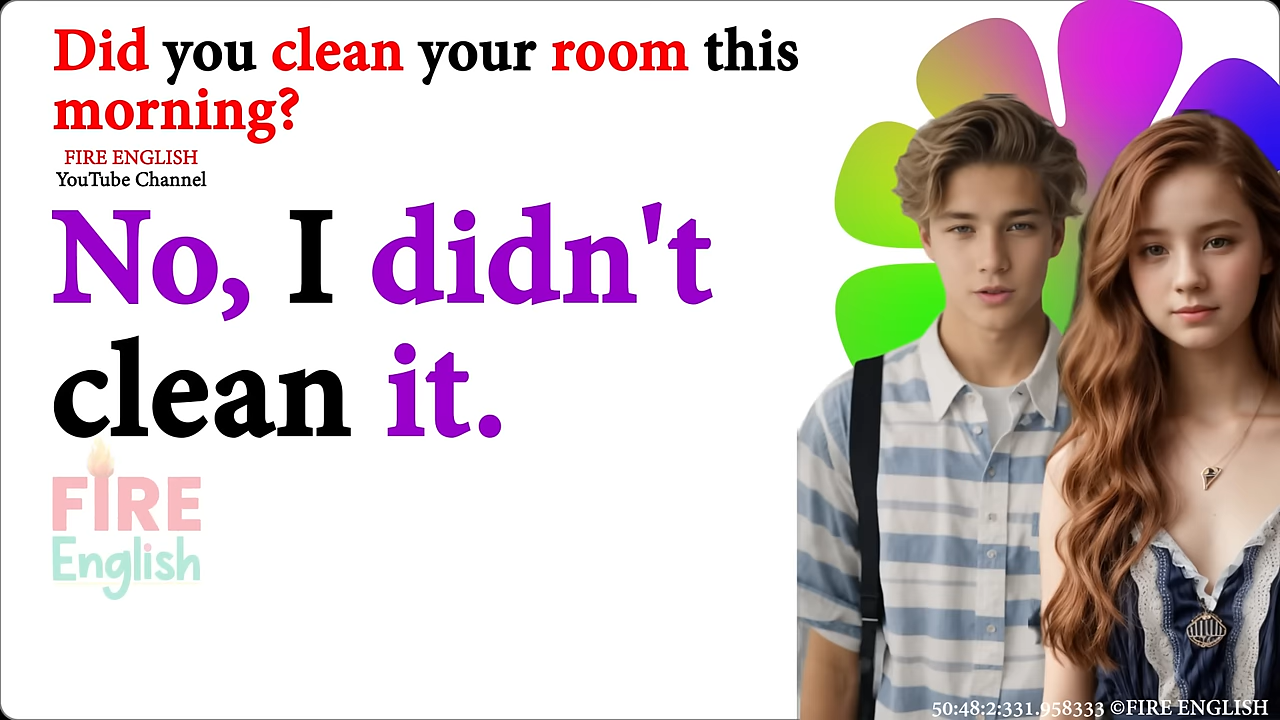 Did you clean your room this
morning?
FIRE ENGLISH
YouTube Channel
No, I didn't
clean it.
FIRE
English
50:48:2:331.958333 ©FIRE ENGLISH